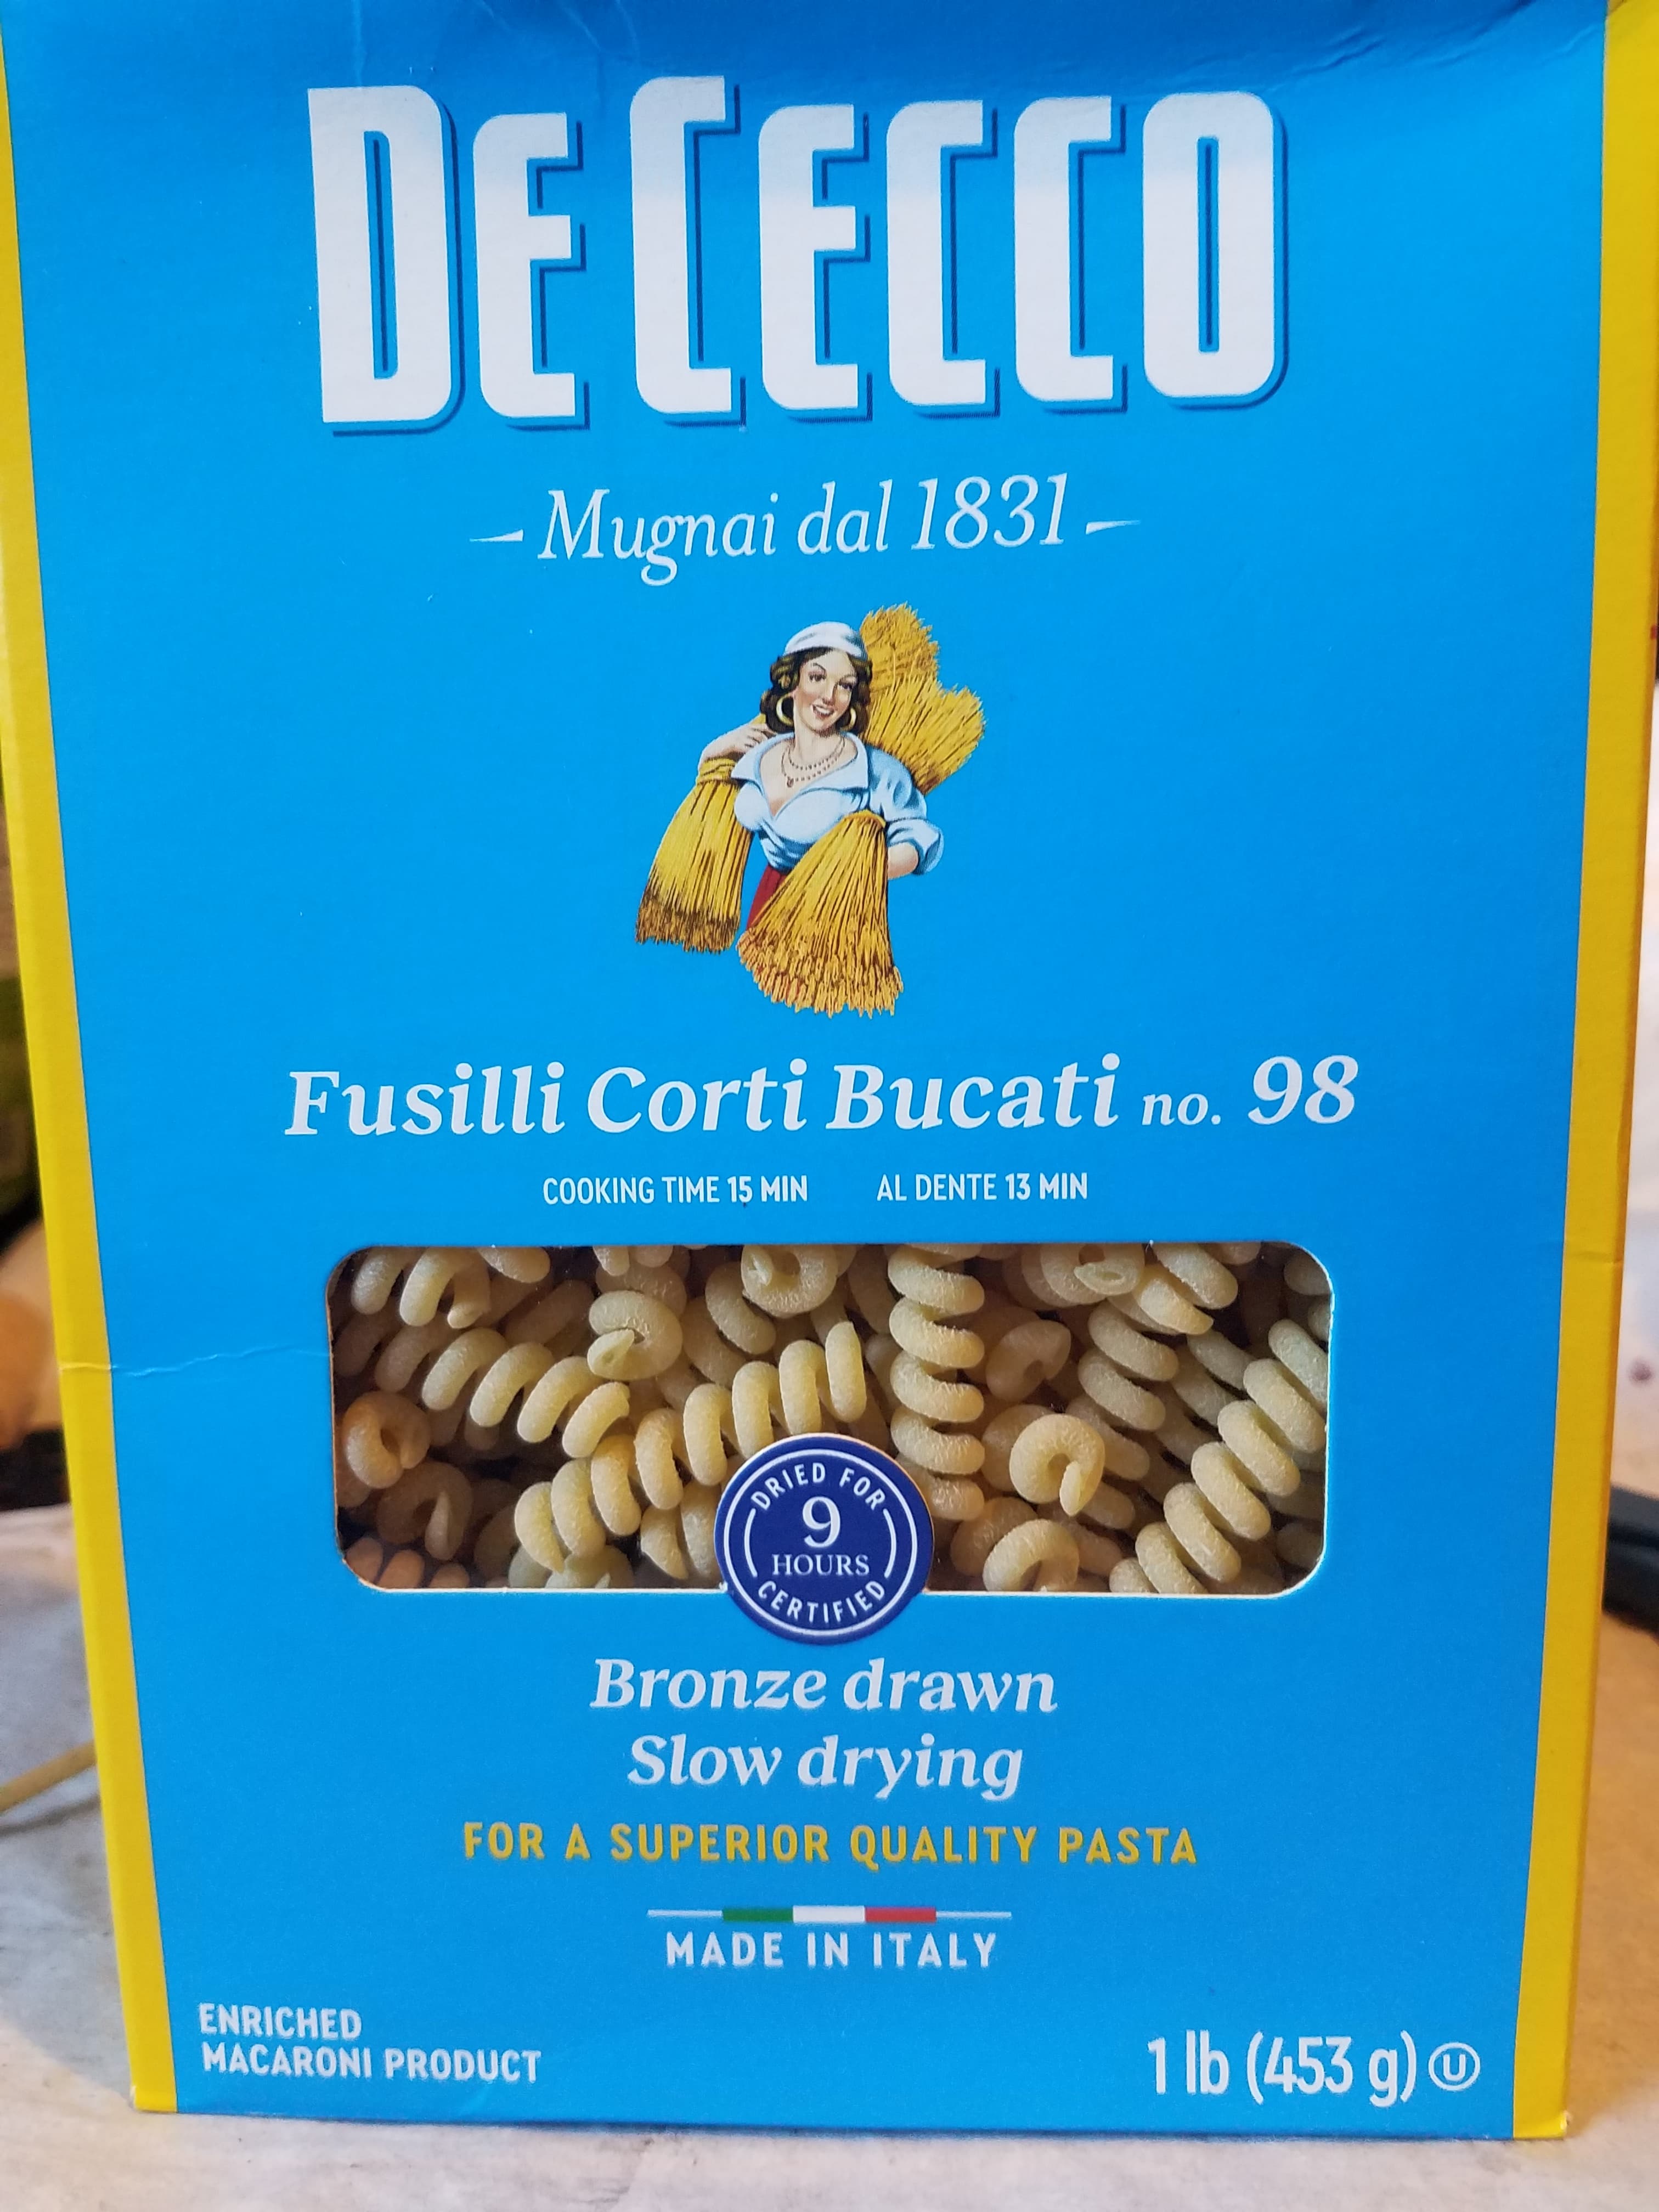 DE CECCO
Mugnai dal 1831
Fusilli Corti Bucati no. 98
COOKING TIME 15 MIN AL DENTE 13 MIN
DRIED FOR
9
HOURS
CERTIFIED
Bronze drawn
Slow drying
FOR A SUPERIOR QUALITY PASTA
MADE IN ITALY
ENRICHED
MACARONI PRODUCT
1 lb (453 g) U